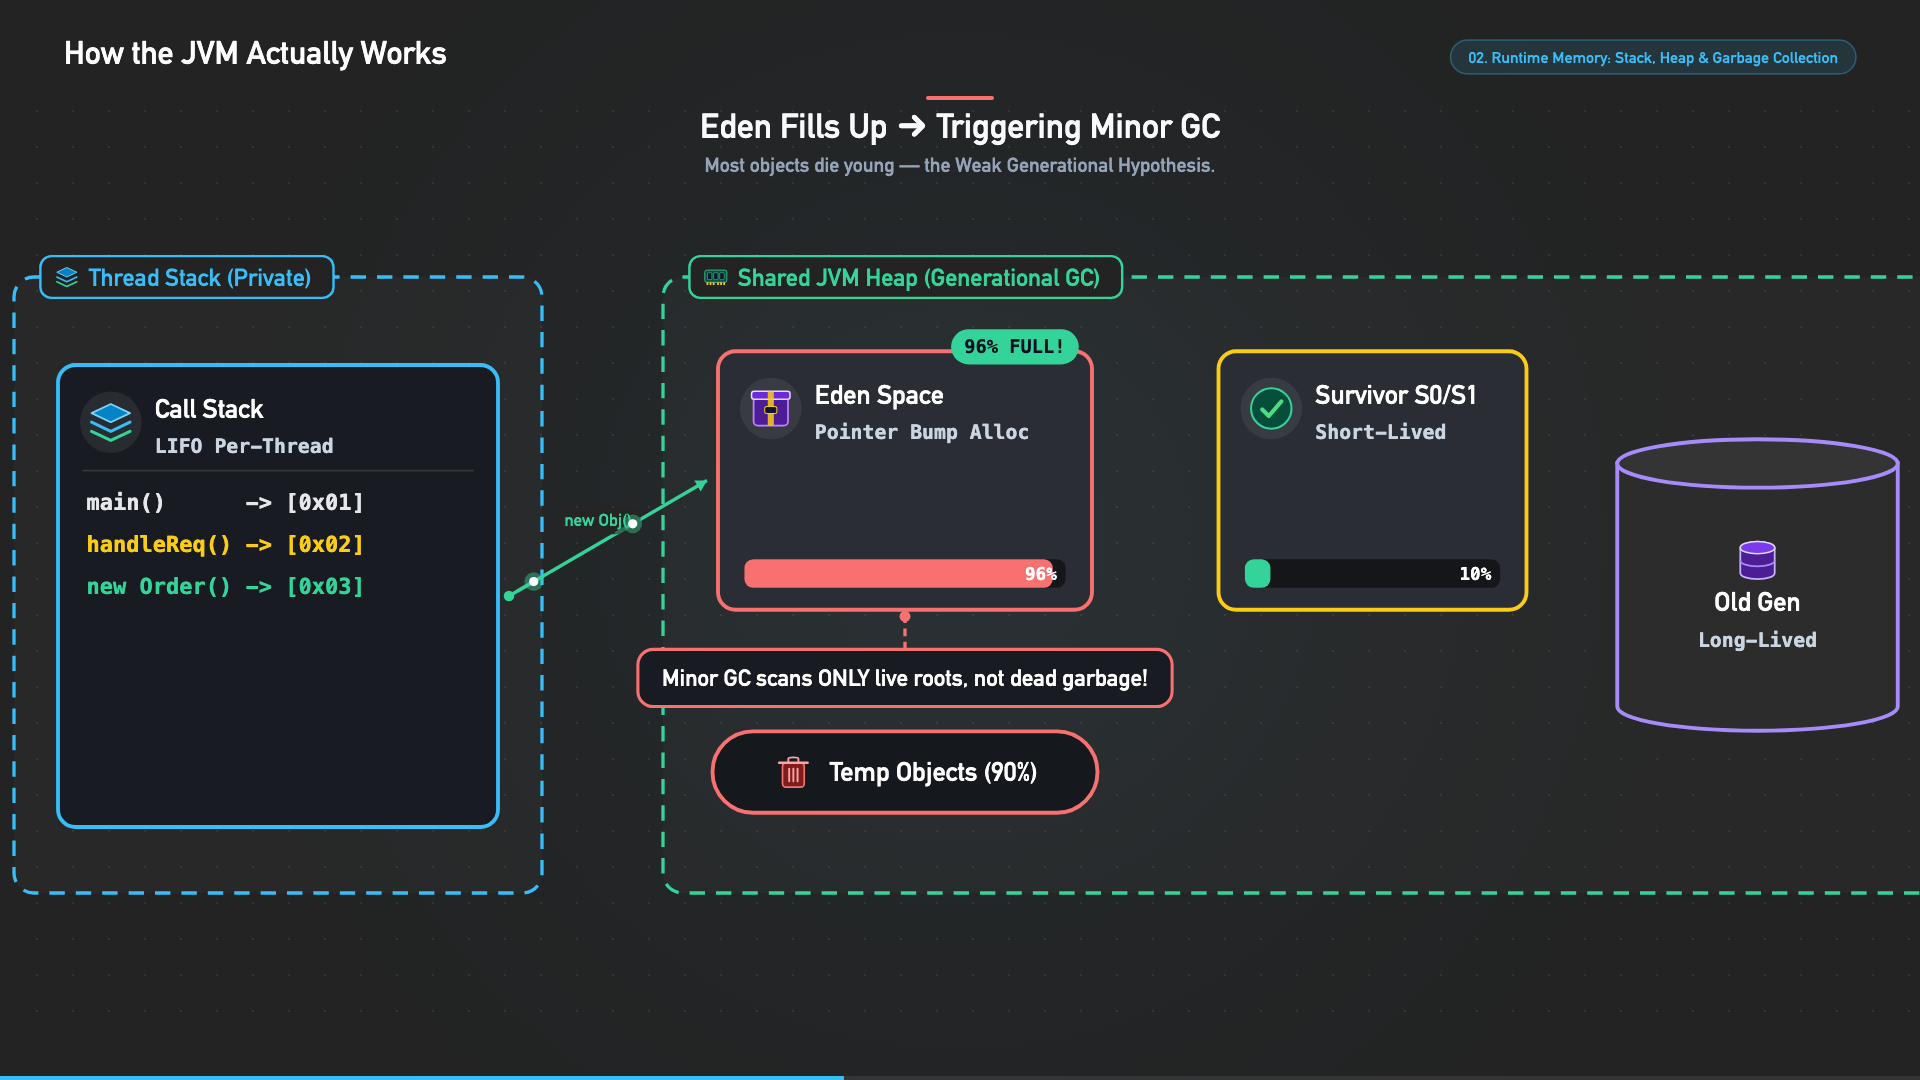 How the JVM Actually Works
02. Runtime Memory: Stack, Heap & Garbage Collection
Eden Fills Up → Triggering Minor GC
Most objects die young — the Weak Generational Hypothesis.
Thread Stack (Private)
Call Stack
LIFO Per-Thread
main() -> [0x01]
handleReq() -> [0x02]
new Order() -> [0x03]
new Obj()
Shared JVM Heap (Generational GC)
96% FULL!
Eden Space
Pointer Bump Alloc
96%
Minor GC scans ONLY live roots, not dead garbage!
Temp Objects (90%)
Survivor S0/S1
Short-Lived
10%
Old Gen
Long-Lived